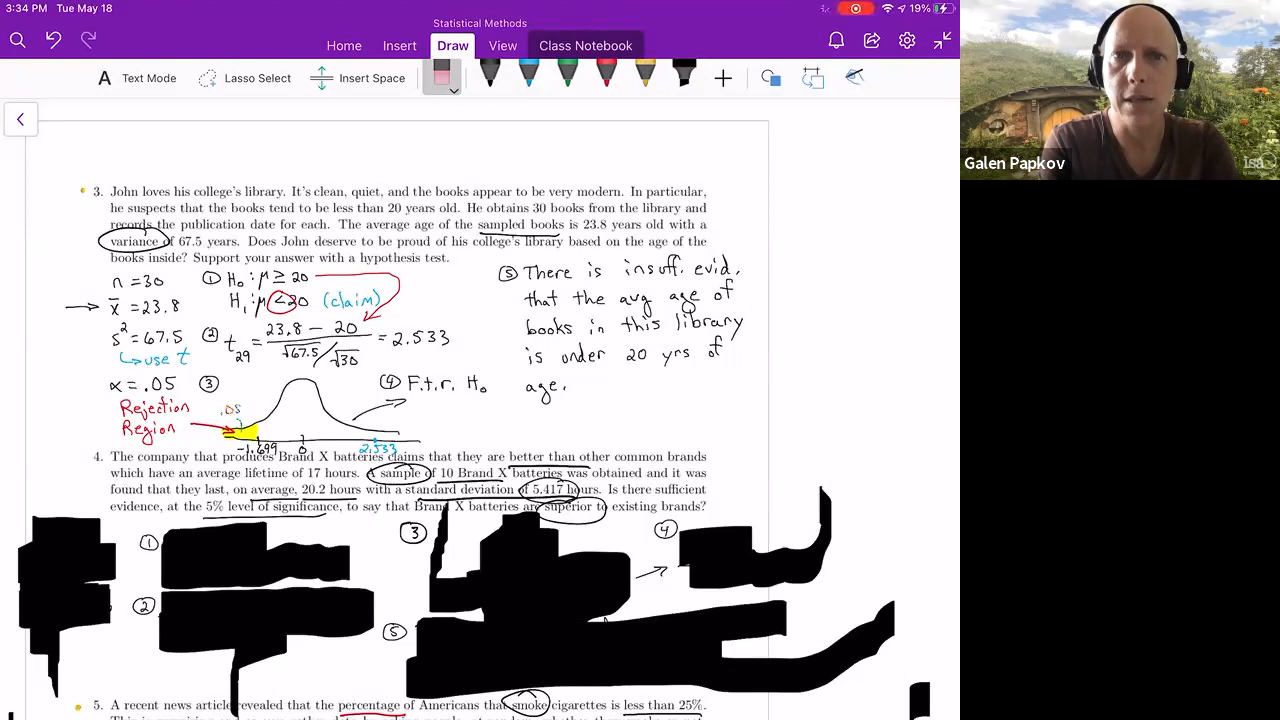 3:34 PM Tue May 18
19%
Statistical Methods
Home Insert Draw View Class Notebook
Text Mode Lasso Select Insert Space
Galen Papkov
3. John loves his college's library. It's clean, quiet, and the books appear to be very modern. In particular,
he suspects that the books tend to be less than 20 years old. He obtains 30 books from the library and
records the publication date for each. The average age of the sampled books is 23.8 years old with a
variance of 67.5 years. Does John deserve to be proud of his college's library based on the age of the
books inside? Support your answer with a hypothesis test.
n = 30
x̄ = 23.8
s² = 67.5
↳ use t
α = .05
Rejection
Region
① H₀ : μ ≥ 20
H₁ : μ < 20 (claim)
② t₂₉ = (23.8 − 20) / (√67.5 / √30) = 2.533
③
.05
-1.699 0 2.533
④ F.t.r. H₀
⑤ There is insuff. evid.
that the avg age of
books in this library
is under 20 yrs of
age.
4. The company that produces Brand X batteries claims that they are better than other common brands
which have an average lifetime of 17 hours. A sample of 10 Brand X batteries was obtained and it was
found that they last, on average, 20.2 hours with a standard deviation of 5.417 hours. Is there sufficient
evidence, at the 5% level of significance, to say that Brand X batteries are superior to existing brands?
①
②
③
④
⑤
5. A recent news article revealed that the percentage of Americans that smoke cigarettes is less than 25%.